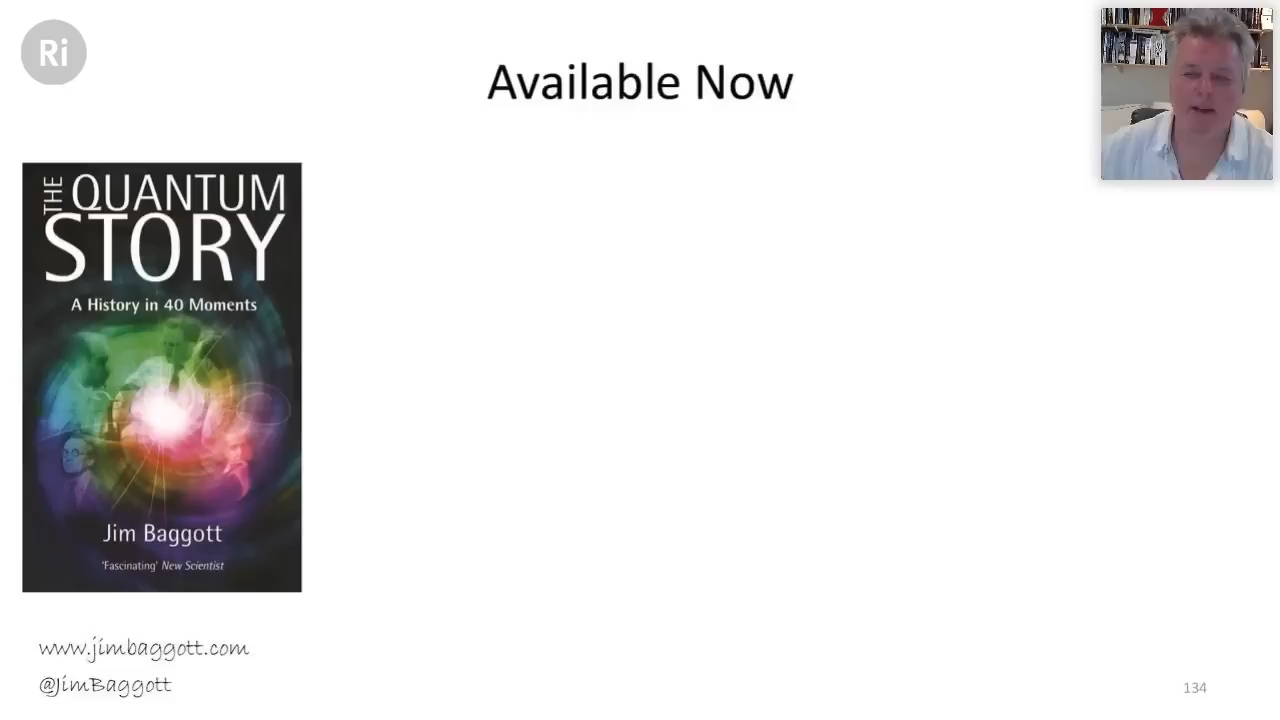 Ri
Available Now
THE QUANTUM
STORY
A History in 40 Moments
Jim Baggott
'Fascinating' New Scientist
www.jimbaggott.com
@JimBaggott
134